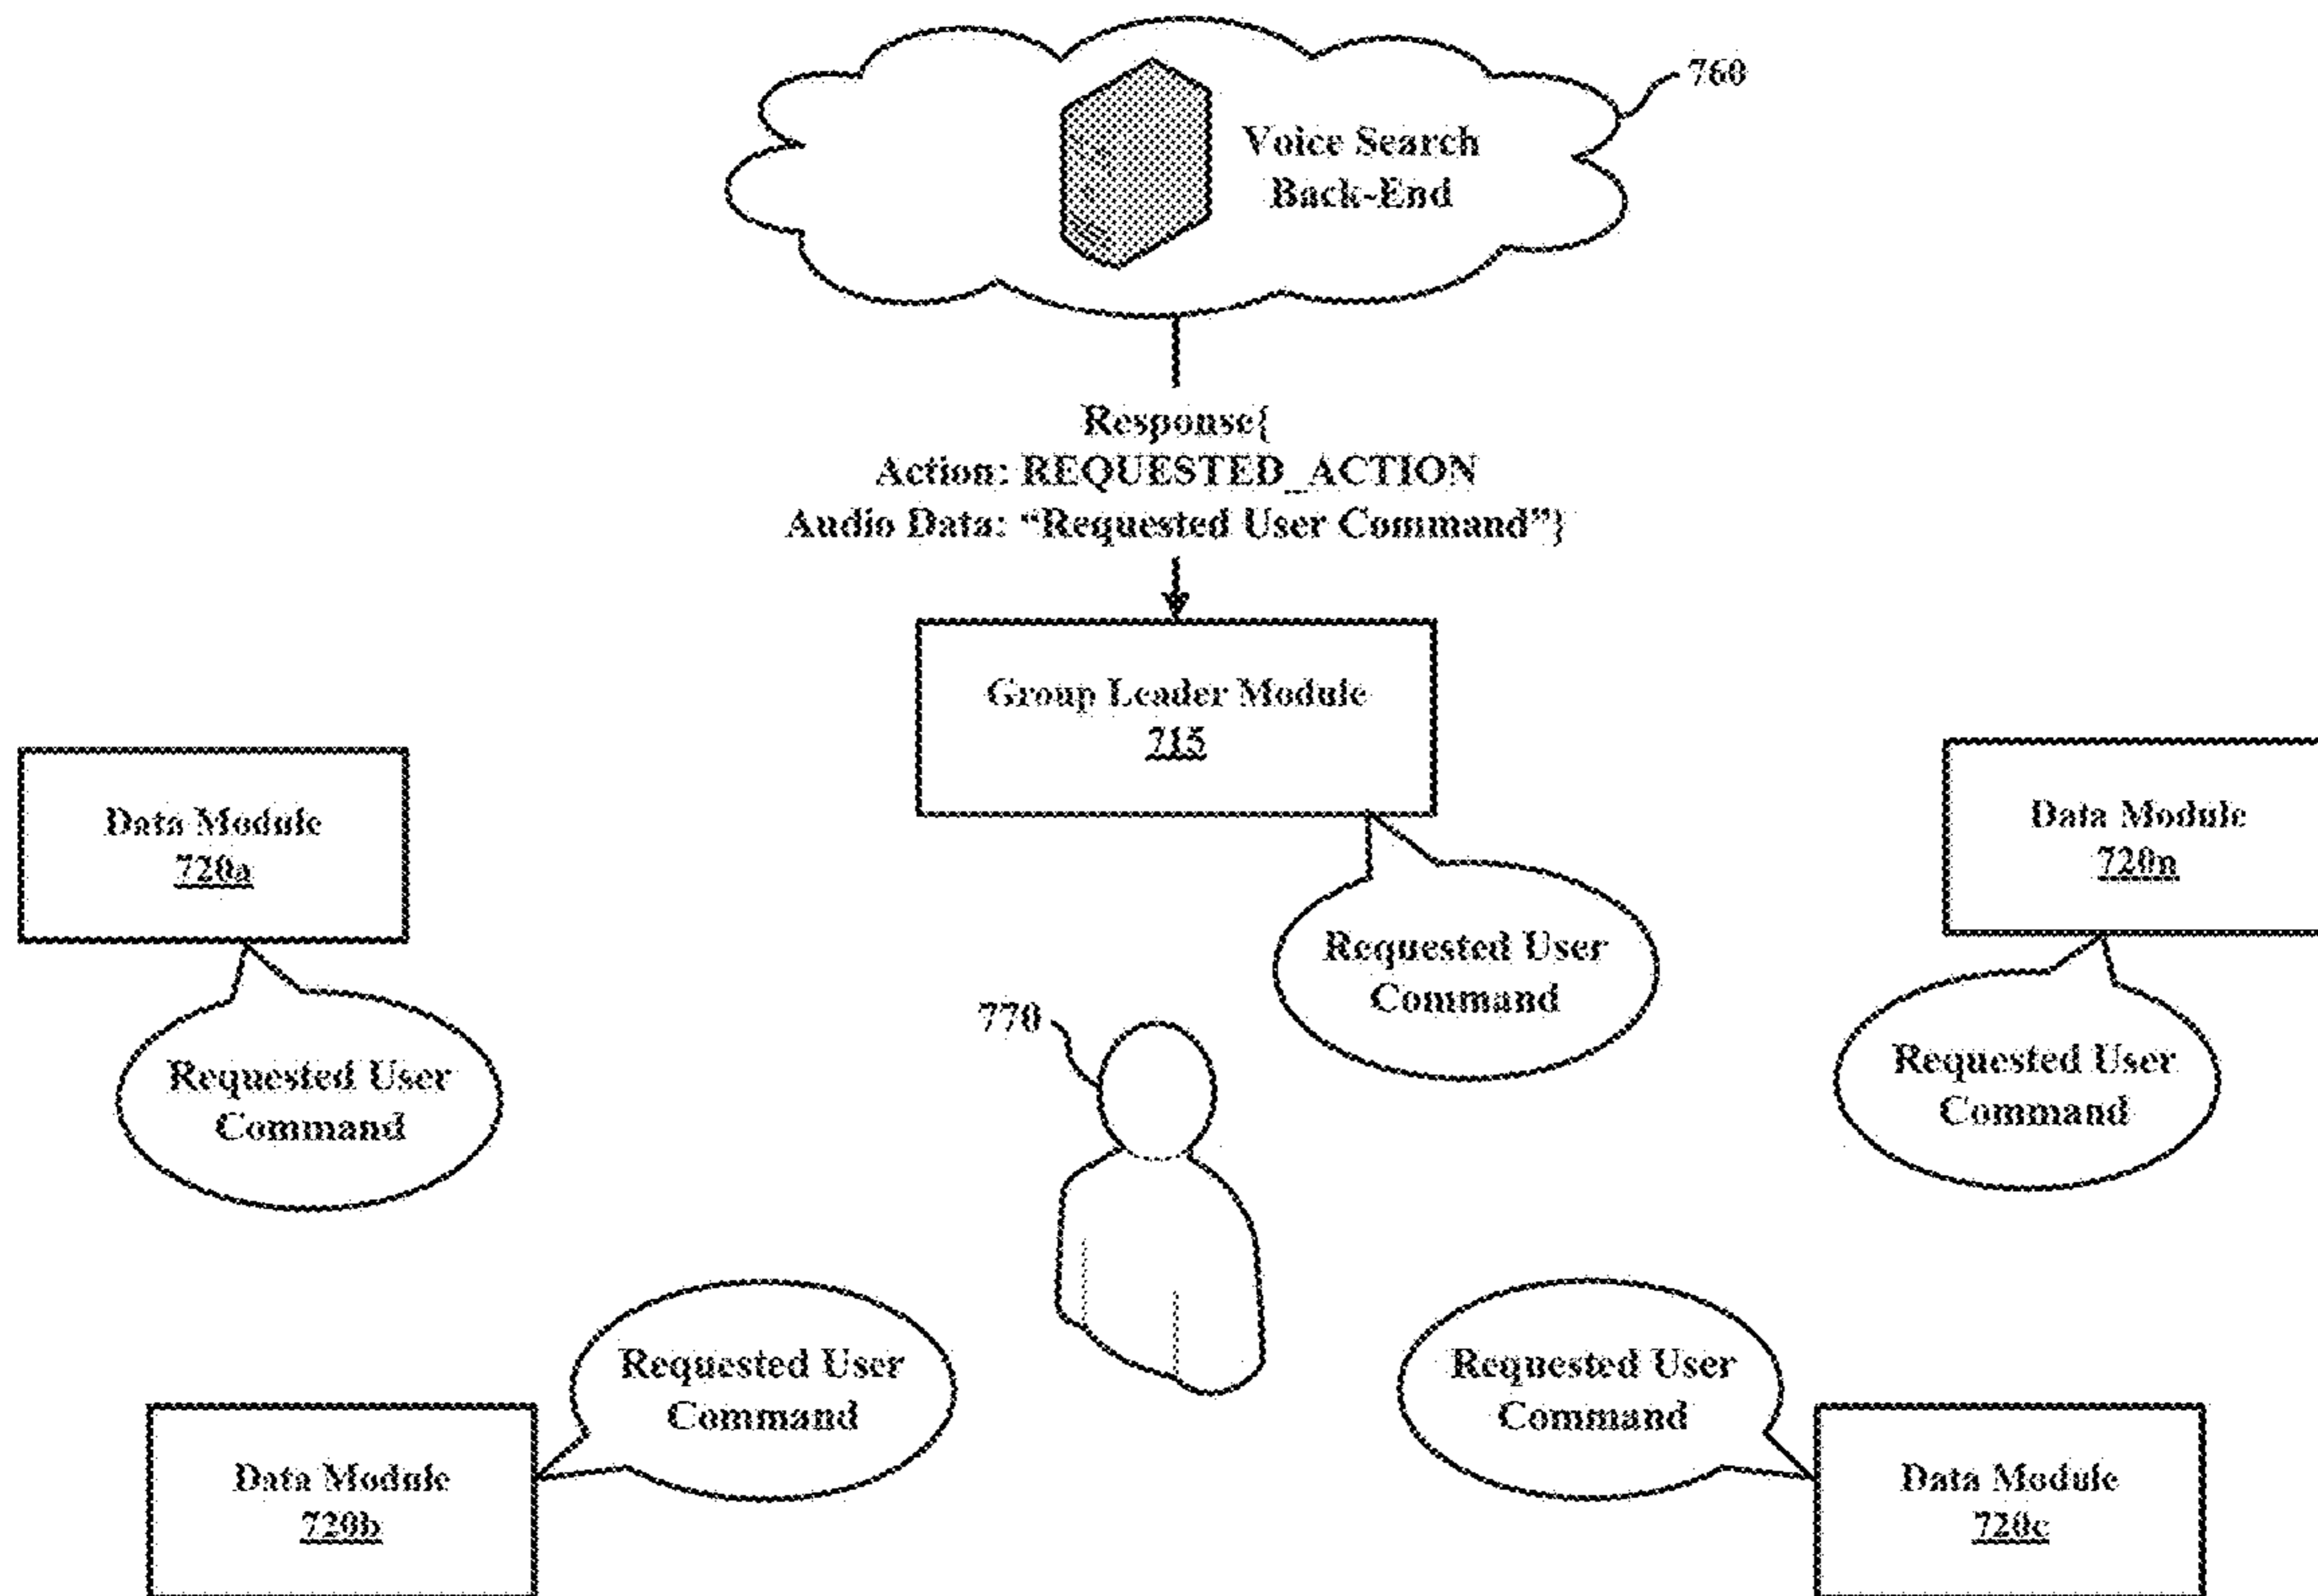 760
Voice Search
Back-End
Response{
Action: REQUESTED_ACTION
Audio Data: “Requested User Command”}
Group Leader Module
715
Data Module
720a
Data Module
720n
Requested User
Command
770
Requested User
Command
Requested User
Command
Requested User
Command
Requested User
Command
Data Module
720b
Data Module
720c